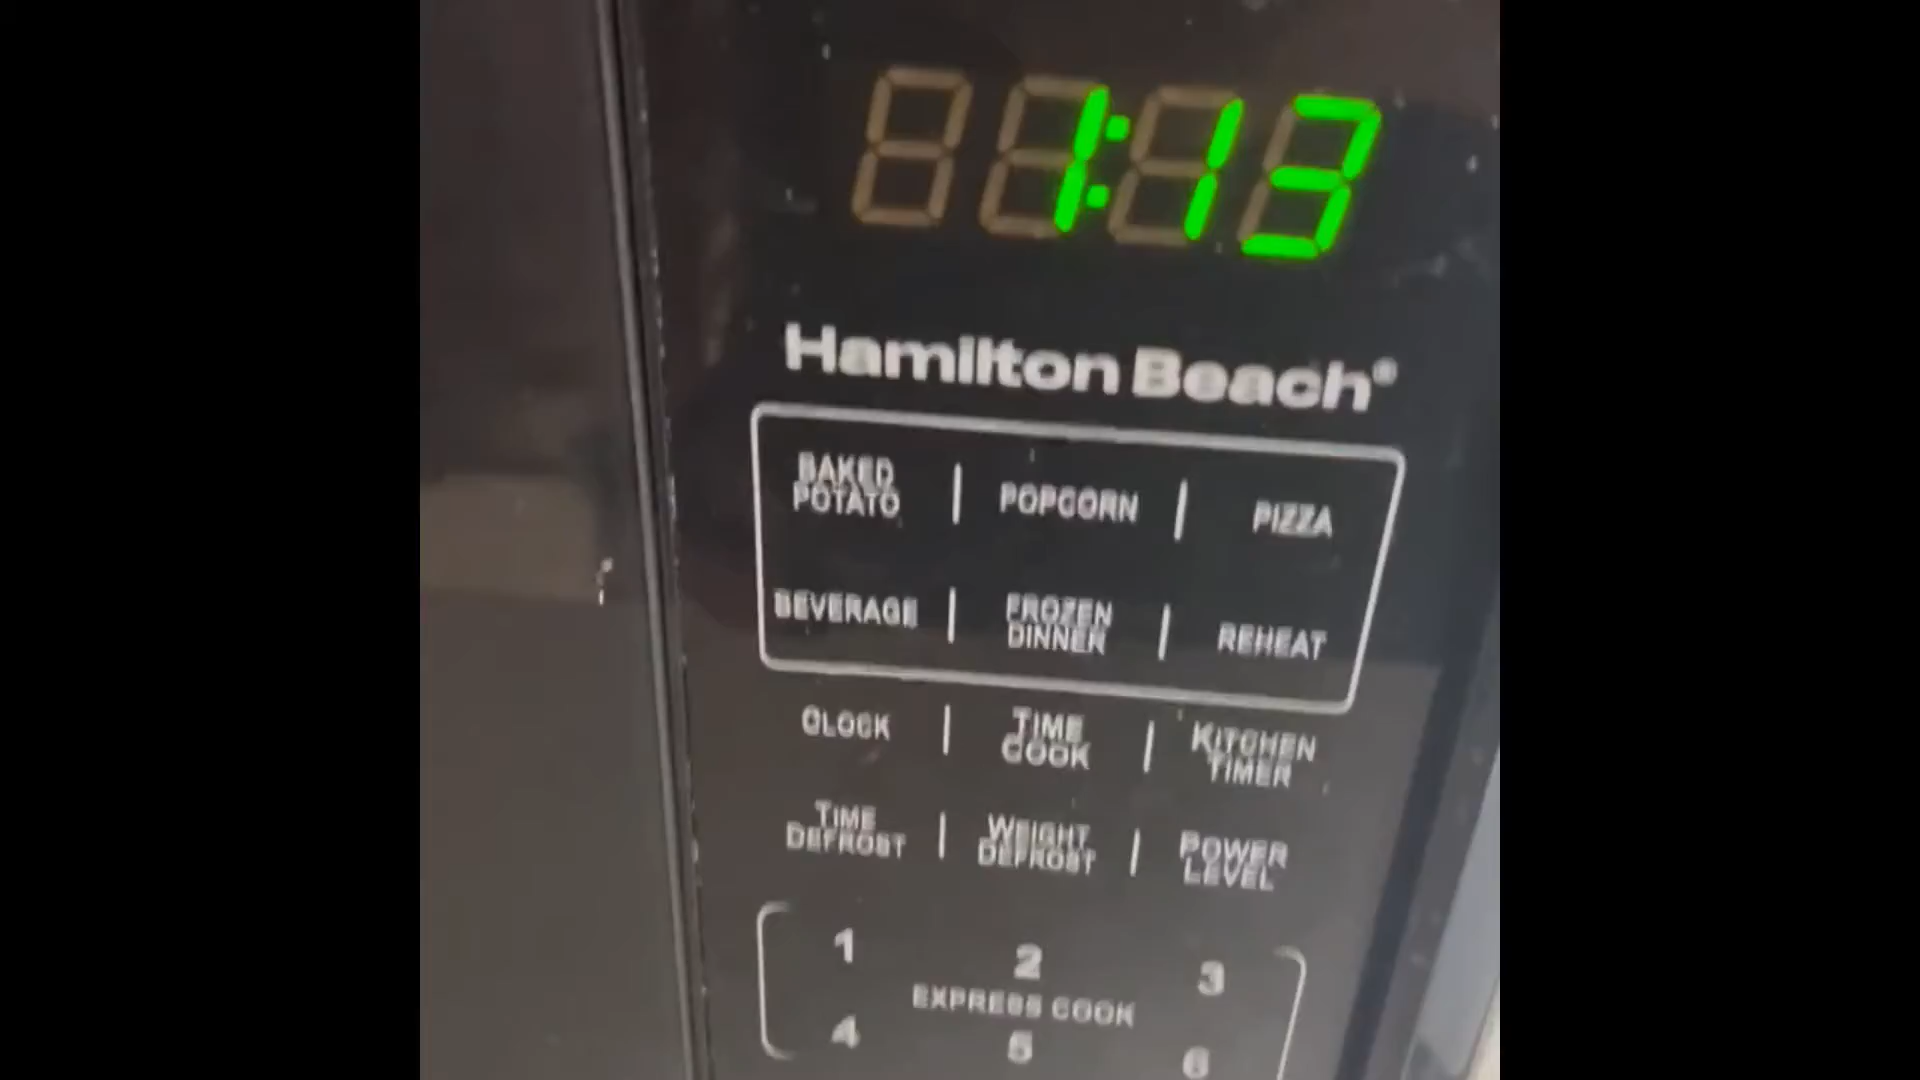 1:13
Hamilton Beach®
BAKED POTATO | POPCORN | PIZZA
BEVERAGE | FROZEN DINNER | REHEAT
CLOCK | TIME COOK | KITCHEN TIMER
TIME DEFROST | WEIGHT DEFROST | POWER LEVEL
1 2 3
EXPRESS COOK
4 5 6